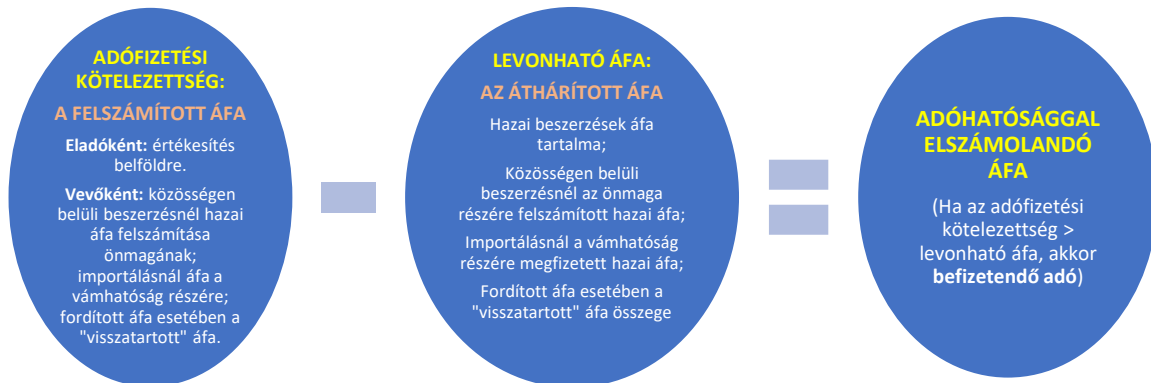 ADÓFIZETÉSI
KÖTELEZETTSÉG:
A FELSZÁMÍTOTT ÁFA
Eladóként: értékesítés
belföldre.
Vevőként: közösségen
belüli beszerzésnél hazai
áfa felszámítása
önmagának;
importálásnál áfa a
vámhatóság részére;
fordított áfa esetében a
"visszatartott" áfa.
LEVONHATÓ ÁFA:
AZ ÁTHÁRÍTOTT ÁFA
Hazai beszerzések áfa
tartalma;
Közösségen belüli
beszerzésnél az önmaga
részére felszámított hazai áfa;
Importálásnál a vámhatóság
részére megfizetett hazai áfa;
Fordított áfa esetében a
"visszatartott" áfa összege
ADÓHATÓSÁGGAL
ELSZÁMOLANDÓ
ÁFA
(Ha az adófizetési
kötelezettség >
levonható áfa, akkor
befizetendő adó)